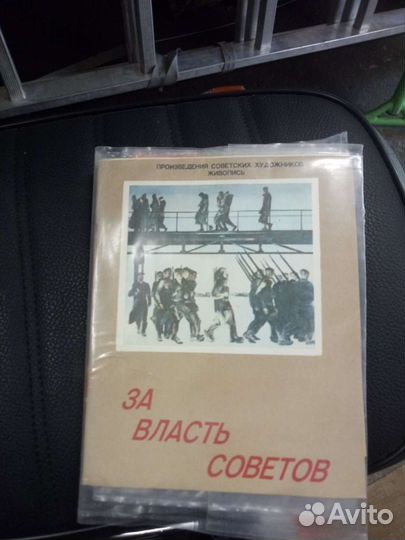 ПРОИЗВЕДЕНИЯ СОВЕТСКИХ ХУДОЖНИКОВ
ЖИВОПИСЬ
ЗА
ВЛАСТЬ
СОВЕТОВ
Avito